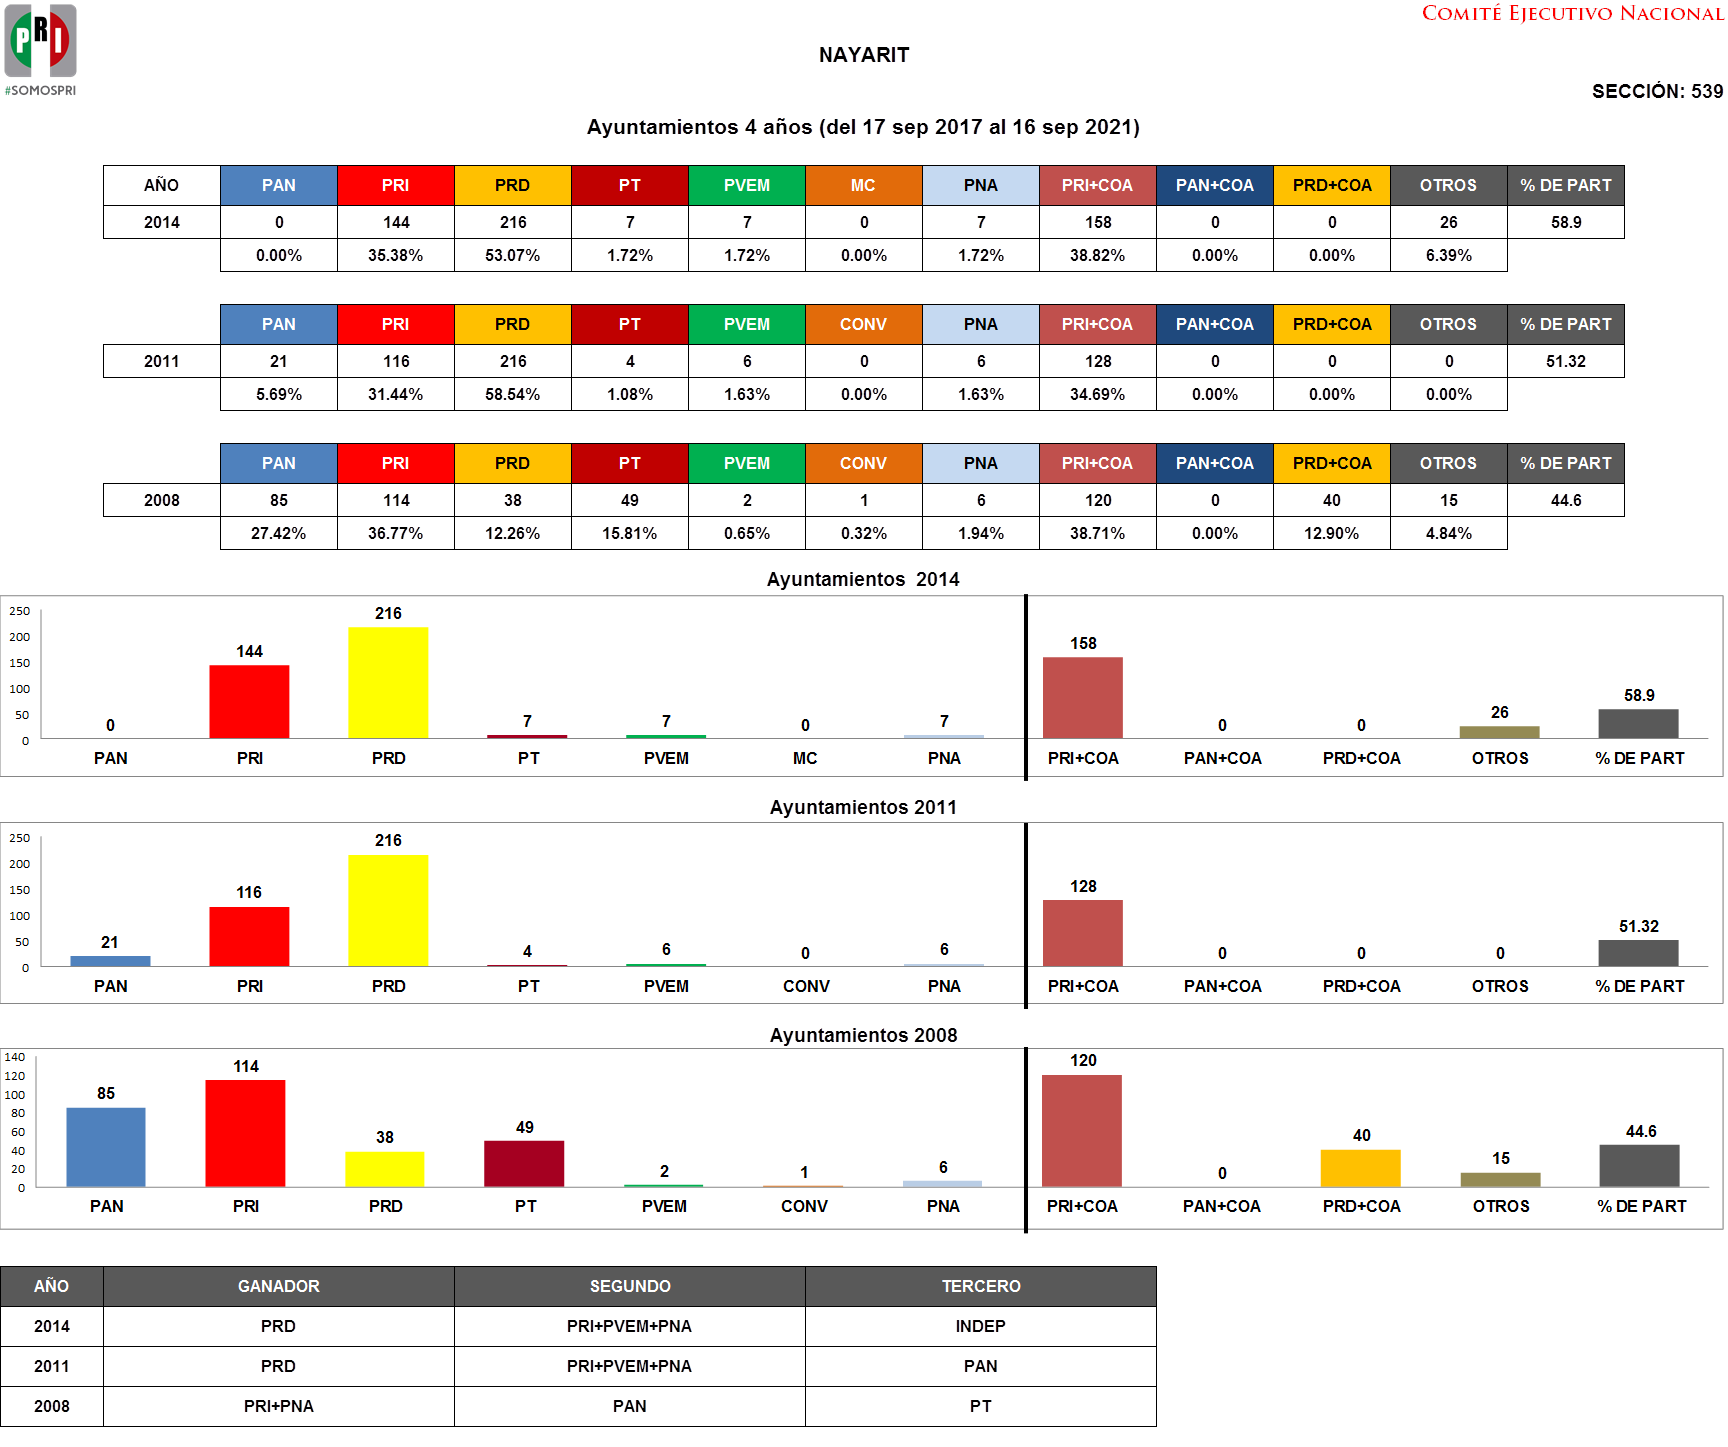 PRI
#SOMOSPRI
COMITÉ EJECUTIVO NACIONAL
NAYARIT
SECCIÓN: 539
Ayuntamientos 4 años (del 17 sep 2017 al 16 sep 2021)
AÑO PAN PRI PRD PT PVEM MC PNA PRI+COA PAN+COA PRD+COA OTROS % DE PART
2014 0 144 216 7 7 0 7 158 0 0 26 58.9
0.00% 35.38% 53.07% 1.72% 1.72% 0.00% 1.72% 38.82% 0.00% 0.00% 6.39%
PAN PRI PRD PT PVEM CONV PNA PRI+COA PAN+COA PRD+COA OTROS % DE PART
2011 21 116 216 4 6 0 6 128 0 0 0 51.32
5.69% 31.44% 58.54% 1.08% 1.63% 0.00% 1.63% 34.69% 0.00% 0.00% 0.00%
PAN PRI PRD PT PVEM CONV PNA PRI+COA PAN+COA PRD+COA OTROS % DE PART
2008 85 114 38 49 2 1 6 120 0 40 15 44.6
27.42% 36.77% 12.26% 15.81% 0.65% 0.32% 1.94% 38.71% 0.00% 12.90% 4.84%
Ayuntamientos 2014
250
200
150
100
50
0
0 144 216 7 7 0 7 158 0 0 26 58.9
PAN PRI PRD PT PVEM MC PNA PRI+COA PAN+COA PRD+COA OTROS % DE PART
Ayuntamientos 2011
250
200
150
100
50
0
21 116 216 4 6 0 6 128 0 0 0 51.32
PAN PRI PRD PT PVEM CONV PNA PRI+COA PAN+COA PRD+COA OTROS % DE PART
Ayuntamientos 2008
140
120
100
80
60
40
20
0
85 114 38 49 2 1 6 120 0 40 15 44.6
PAN PRI PRD PT PVEM CONV PNA PRI+COA PAN+COA PRD+COA OTROS % DE PART
AÑO GANADOR SEGUNDO TERCERO
2014 PRD PRI+PVEM+PNA INDEP
2011 PRD PRI+PVEM+PNA PAN
2008 PRI+PNA PAN PT